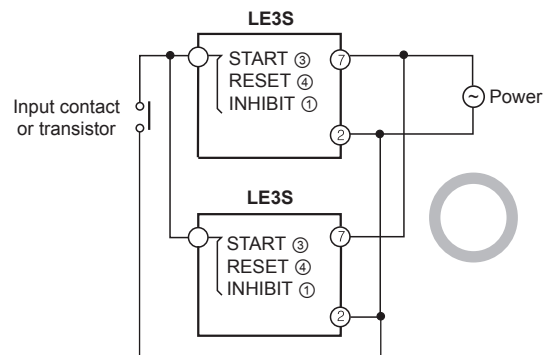 LE3S
START ③
RESET ④
INHIBIT ①
7
2
Input contact
or transistor
~ Power
LE3S
START ③
RESET ④
INHIBIT ①
7
2